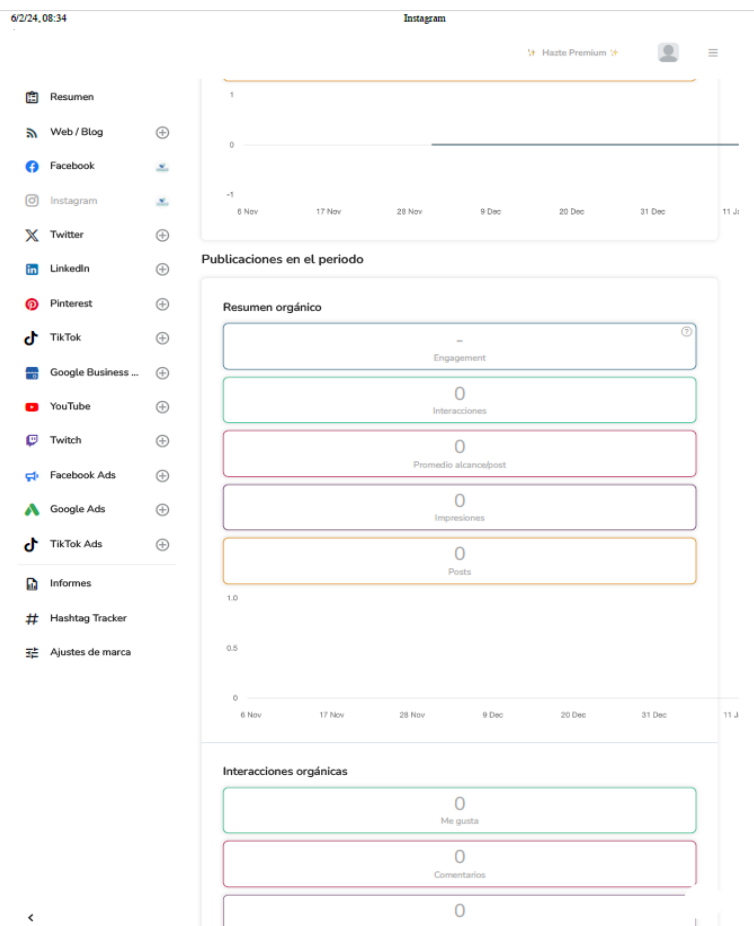 6/2/24, 08:34 Instagram
Hazte Premium
Resumen
Web / Blog
Facebook
Instagram
Twitter
LinkedIn
Pinterest
TikTok
Google Business ...
YouTube
Twitch
Facebook Ads
Google Ads
TikTok Ads
Informes
Hashtag Tracker
Ajustes de marca
1
0
-1
6 Nov 17 Nov 28 Nov 9 Dec 20 Dec 31 Dec 11 J
Publicaciones en el periodo
Resumen orgánico
-
Engagement
0
Interacciones
0
Promedio alcance/post
0
Impresiones
0
Posts
1.0
0.5
0
6 Nov 17 Nov 28 Nov 9 Dec 20 Dec 31 Dec 11 J
Interacciones orgánicas
0
Me gusta
0
Comentarios
0